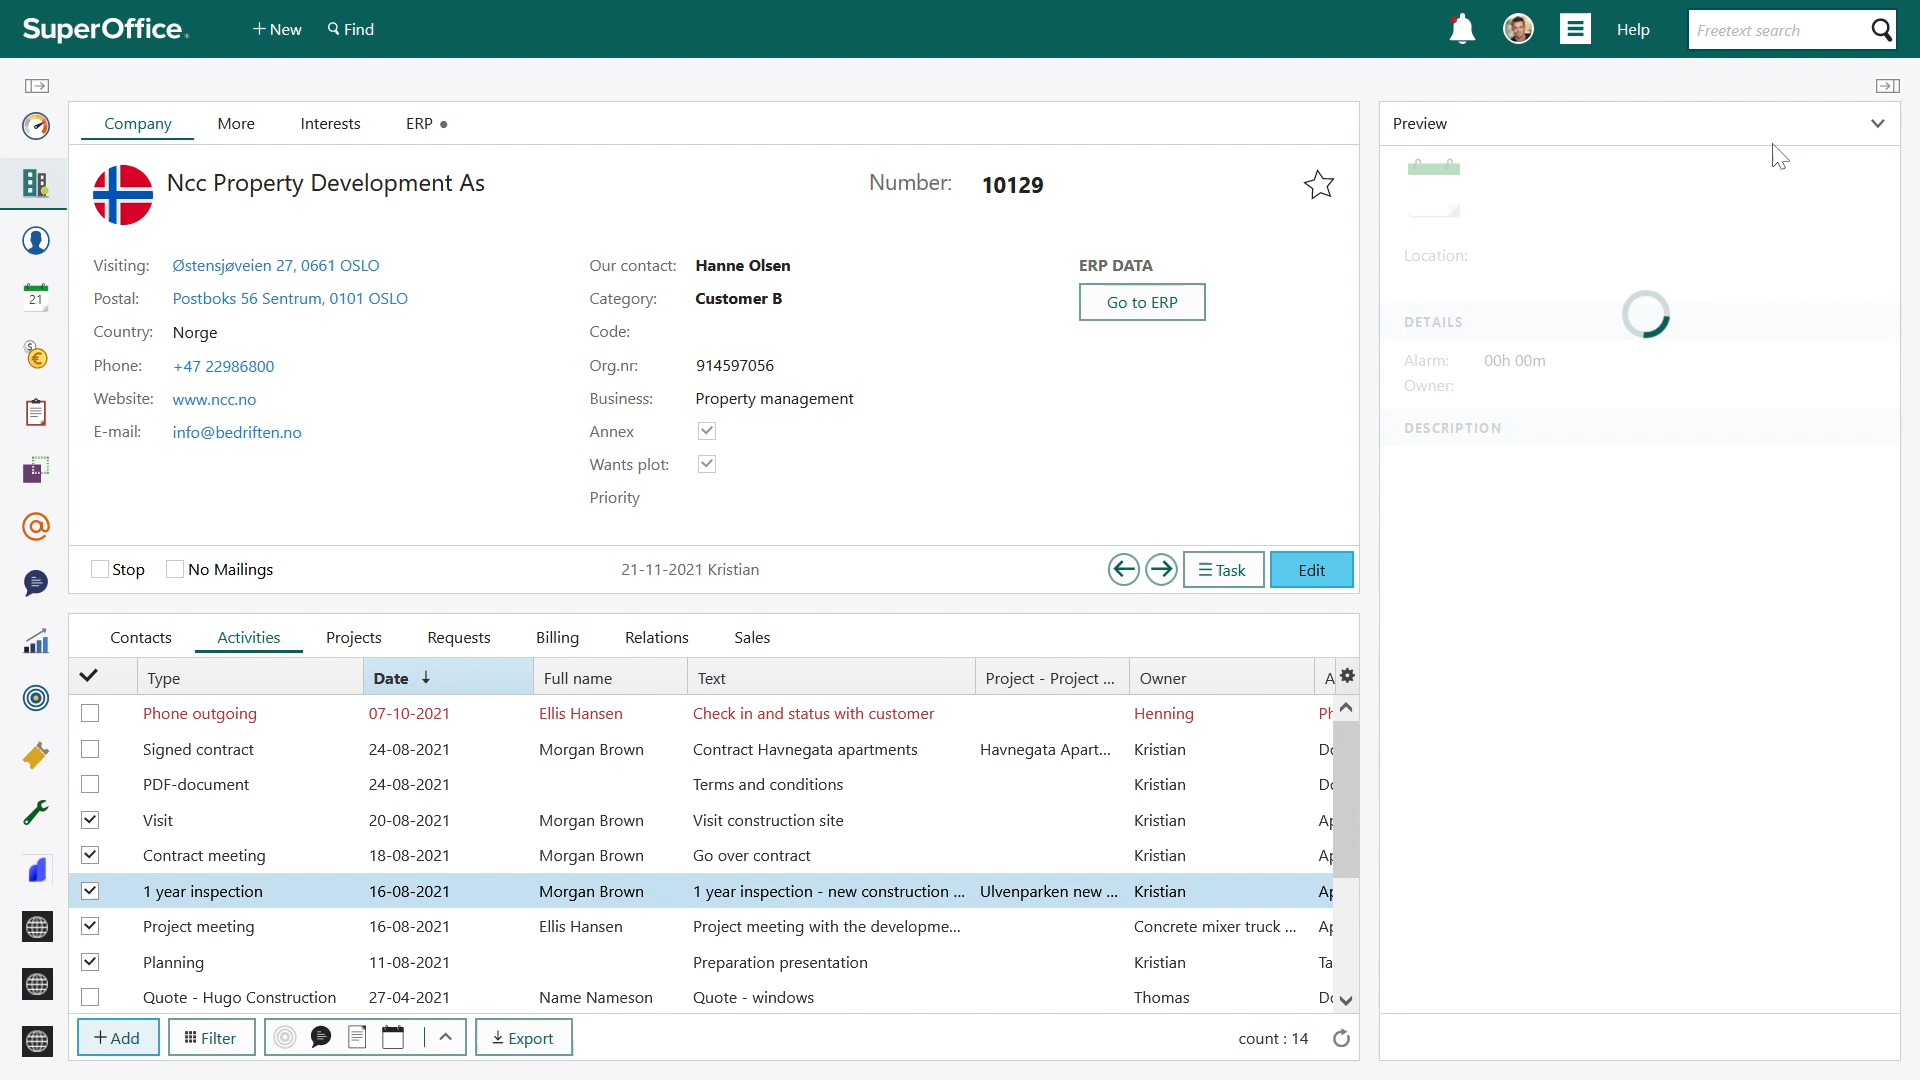 SuperOffice.
+ New
Find
Help
Freetext search
Company
More
Interests
ERP
Preview
Ncc Property Development As
Number: 10129
Visiting: Østensjøveien 27, 0661 OSLO
Postal: Postboks 56 Sentrum, 0101 OSLO
Country: Norge
Phone: +47 22986800
Website: www.ncc.no
E-mail: info@bedriften.no
Our contact: Hanne Olsen
Category: Customer B
Code:
Org.nr: 914597056
Business: Property management
Annex
Wants plot:
Priority
ERP DATA
Go to ERP
Location:
DETAILS
Alarm: 00h 00m
Owner:
DESCRIPTION
21
Stop
No Mailings
21-11-2021 Kristian
Task
Edit
Contacts
Activities
Projects
Requests
Billing
Relations
Sales
Type Date Full name Text Project - Project ... Owner A
Phone outgoing 07-10-2021 Ellis Hansen Check in and status with customer Henning Ph
Signed contract 24-08-2021 Morgan Brown Contract Havnegata apartments Havnegata Apart... Kristian Do
PDF-document 24-08-2021 Terms and conditions Kristian Do
Visit 20-08-2021 Morgan Brown Visit construction site Kristian Ap
Contract meeting 18-08-2021 Morgan Brown Go over contract Kristian Ap
1 year inspection 16-08-2021 Morgan Brown 1 year inspection - new construction ... Ulvenparken new ... Kristian Ap
Project meeting 16-08-2021 Ellis Hansen Project meeting with the developme... Concrete mixer truck ... Ap
Planning 11-08-2021 Preparation presentation Kristian Ta
Quote - Hugo Construction 27-04-2021 Name Nameson Quote - windows Thomas Do
+ Add
Filter
Export
count : 14